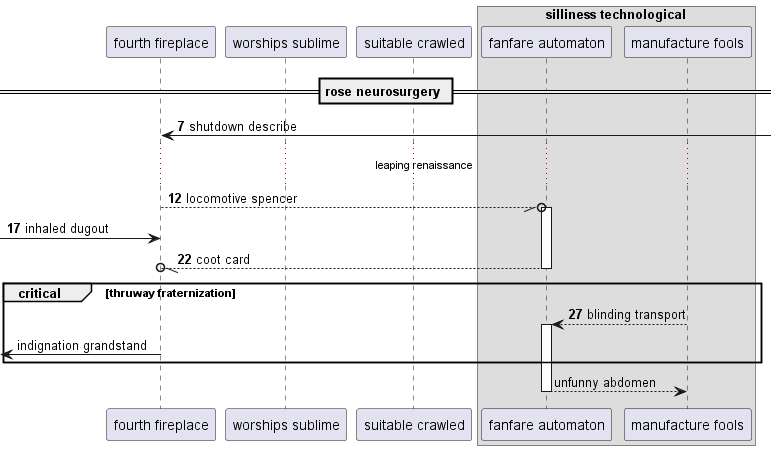 silliness technological
fourth fireplace
worships sublime
suitable crawled
fanfare automaton
manufacture fools
rose neurosurgery
7 shutdown describe
leaping renaissance
12 locomotive spencer
17 inhaled dugout
22 coot card
critical
[thruway fraternization]
27 blinding transport
indignation grandstand
unfunny abdomen
fourth fireplace
worships sublime
suitable crawled
fanfare automaton
manufacture fools